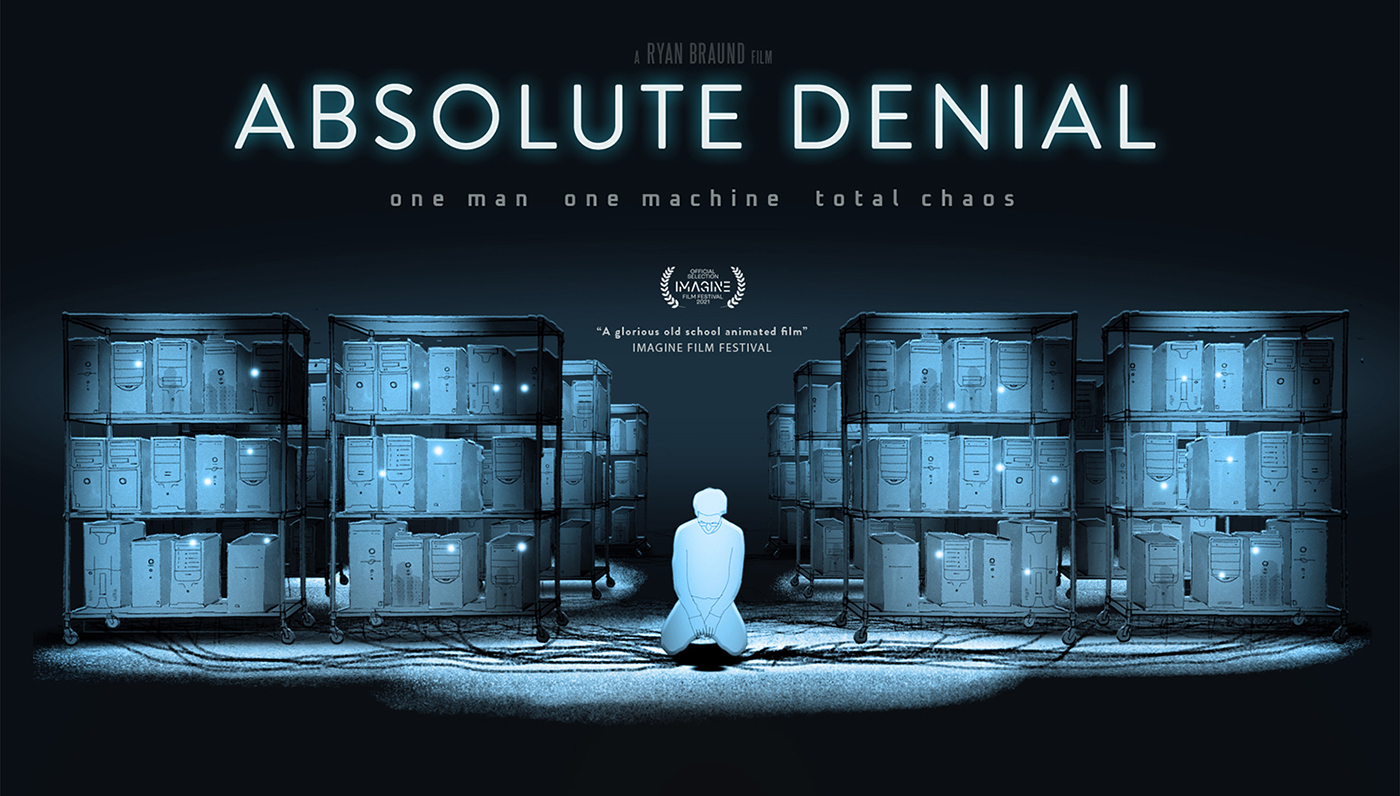 A RYAN BRAUND FILM
ABSOLUTE DENIAL
one man one machine total chaos
OFFICIAL
SELECTION
IMAGINE
FILM FESTIVAL
2021
“A glorious old school animated film”
IMAGINE FILM FESTIVAL